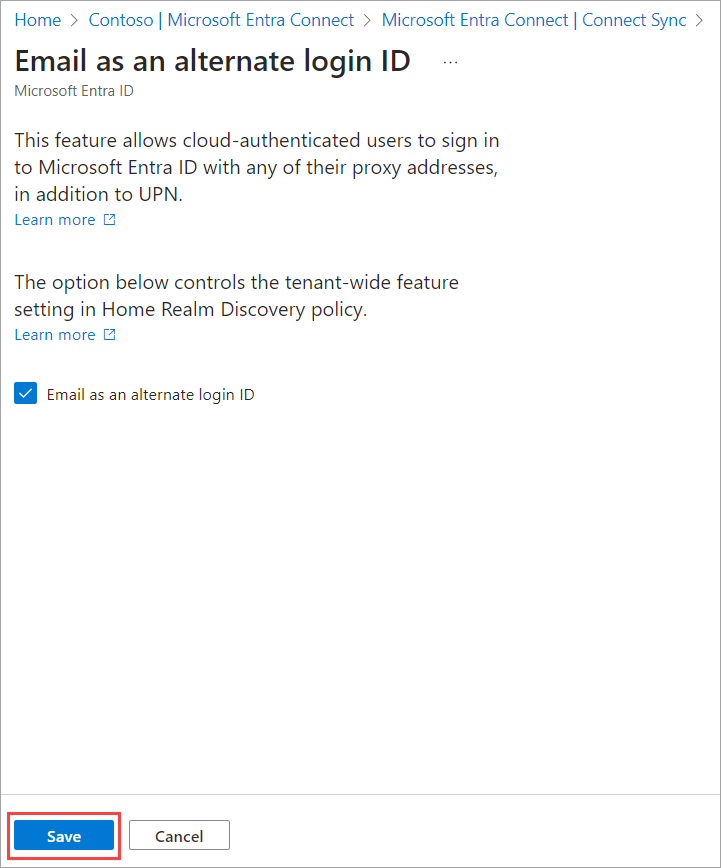 Home > Contoso | Microsoft Entra Connect > Microsoft Entra Connect | Connect Sync >
Email as an alternate login ID ...
Microsoft Entra ID
This feature allows cloud-authenticated users to sign in
to Microsoft Entra ID with any of their proxy addresses,
in addition to UPN.
Learn more
The option below controls the tenant-wide feature
setting in Home Realm Discovery policy.
Learn more
Email as an alternate login ID
Save Cancel